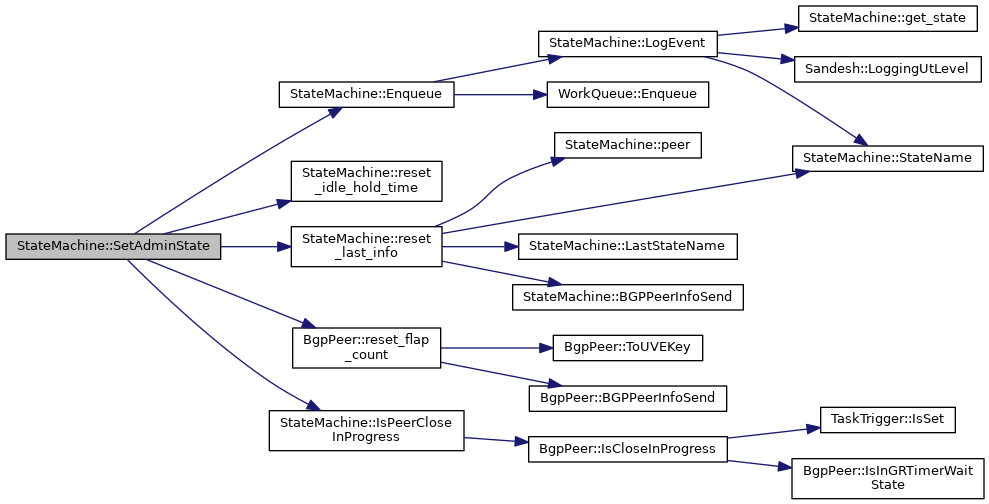 StateMachine::SetAdminState
StateMachine::Enqueue
StateMachine::LogEvent
StateMachine::get_state
Sandesh::LoggingUtLevel
StateMachine::StateName
WorkQueue::Enqueue
StateMachine::reset
_idle_hold_time
StateMachine::reset
_last_info
StateMachine::peer
StateMachine::LastStateName
StateMachine::BGPPeerInfoSend
BgpPeer::reset_flap
_count
BgpPeer::ToUVEKey
BgpPeer::BGPPeerInfoSend
StateMachine::IsPeerClose
InProgress
BgpPeer::IsCloseInProgress
TaskTrigger::IsSet
BgpPeer::IsInGRTimerWait
State